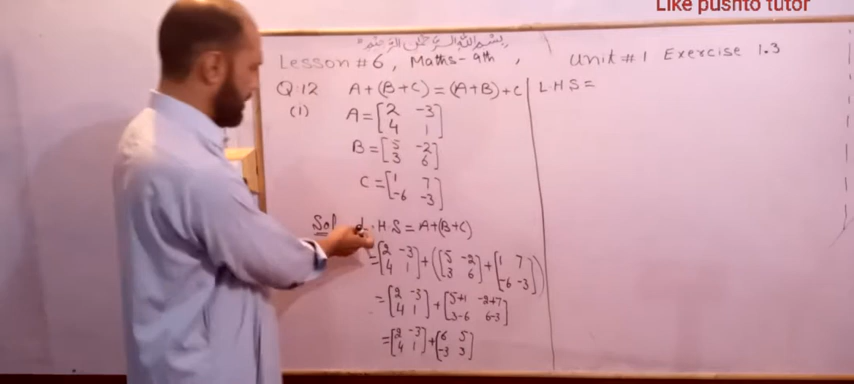 Like pushto tutor
بسم الله الرحمن الرحيم
Lesson #6, Maths-9th, Unit #1 Exercise 1.3
Q:12 A+(B+C)=(A+B)+C
(i) A=[2 -3
4 1]
B=[5 -2
3 6]
C=[1 7
-6 -3]
Sol L.H.S=A+(B+C)
=[2 -3
4 1]+([5 -2
3 6]+[1 7
-6 -3])
=[2 -3
4 1]+[5+1 -2+7
3-6 6-3]
=[2 -3
4 1]+[6 5
-3 3]
L.H.S=